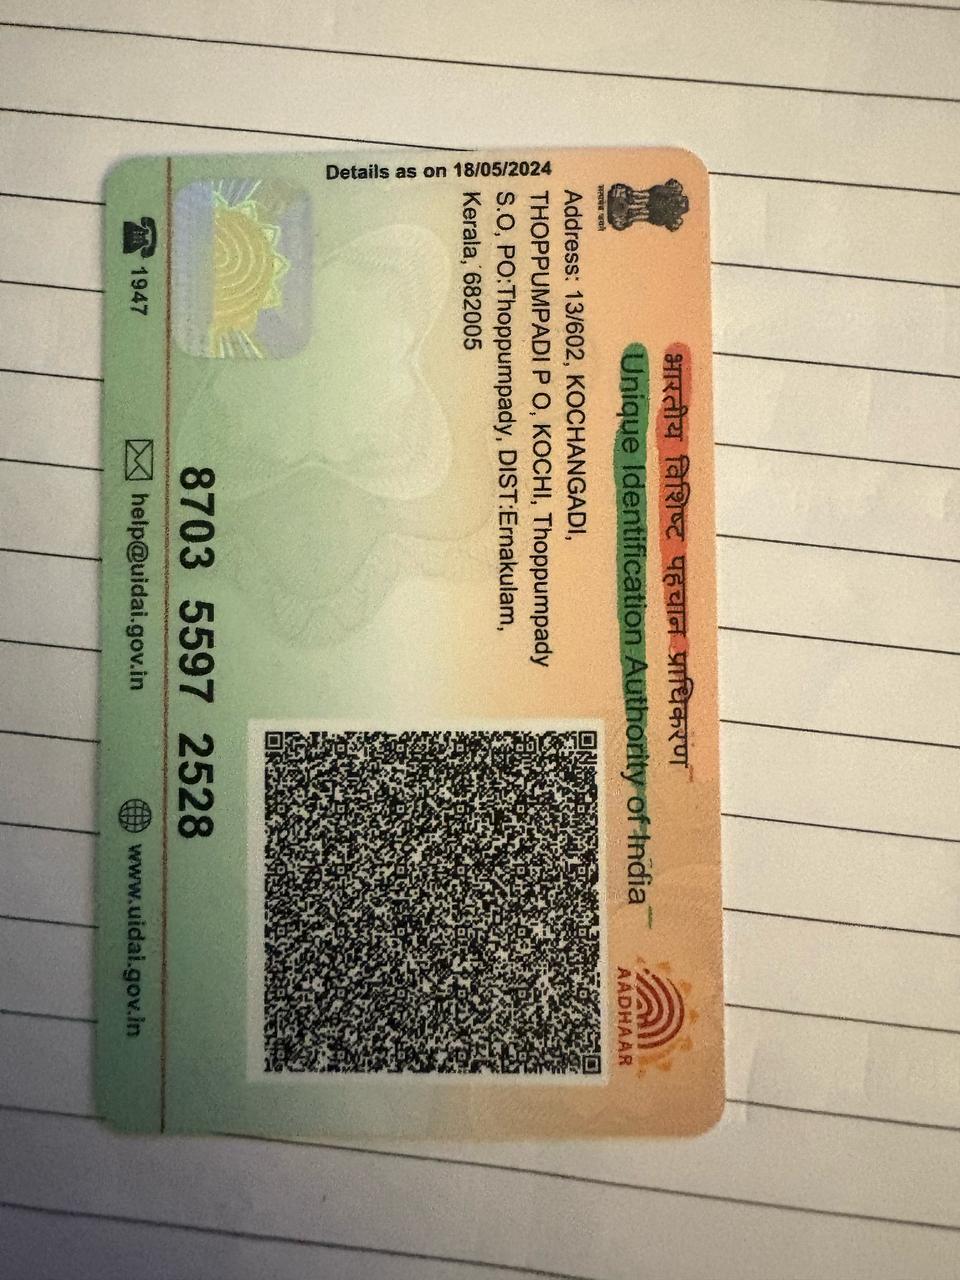 भारतीय विशिष्ट पहचान प्राधिकरण
Unique Identification Authority of India
AADHAAR
सत्यमेव जयते
Details as on 18/05/2024
Address: 13/602, KOCHANGADI,
THOPPUMPADI P O, KOCHI, Thoppumpady
S.O, PO:Thoppumpady, DIST:Ernakulam,
Kerala, 682005
8703 5597 2528
1947
help@uidai.gov.in
www.uidai.gov.in